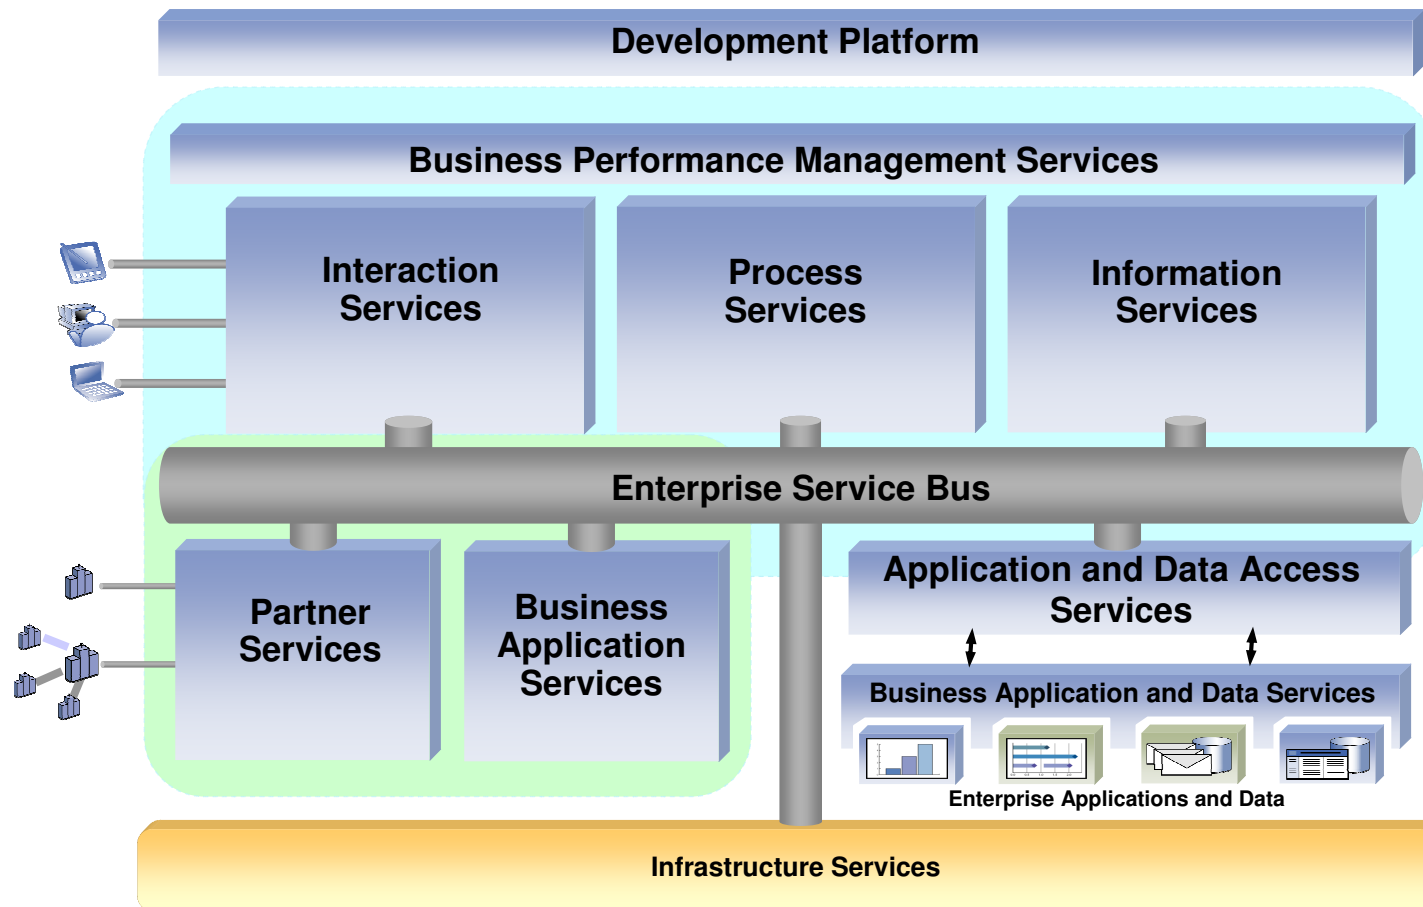 Development Platform
Business Performance Management Services
Interaction
Services
Process
Services
Information
Services
Enterprise Service Bus
Partner
Services
Business
Application
Services
Application and Data Access
Services
Business Application and Data Services
Enterprise Applications and Data
Infrastructure Services